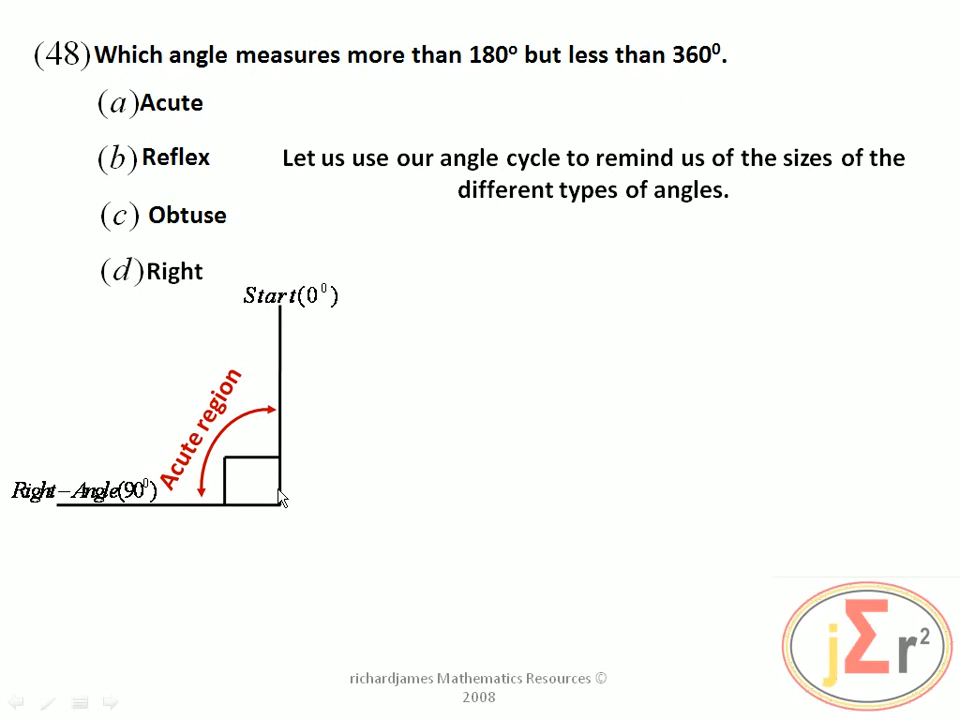 (48) Which angle measures more than 180º but less than 360⁰.
(a) Acute
(b) Reflex
Let us use our angle cycle to remind us of the sizes of the
different types of angles.
(c) Obtuse
(d) Right
Start(0⁰)
Acute region
Right – Angle(90⁰)
jΣr²
richardjames Mathematics Resources ©
2008